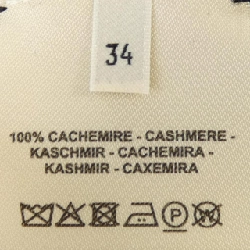 34
100% CACHEMIRE - CASHMERE -
KASCHMIR - CACHEMIRA -
KASHMIR - CAXEMIRA
P